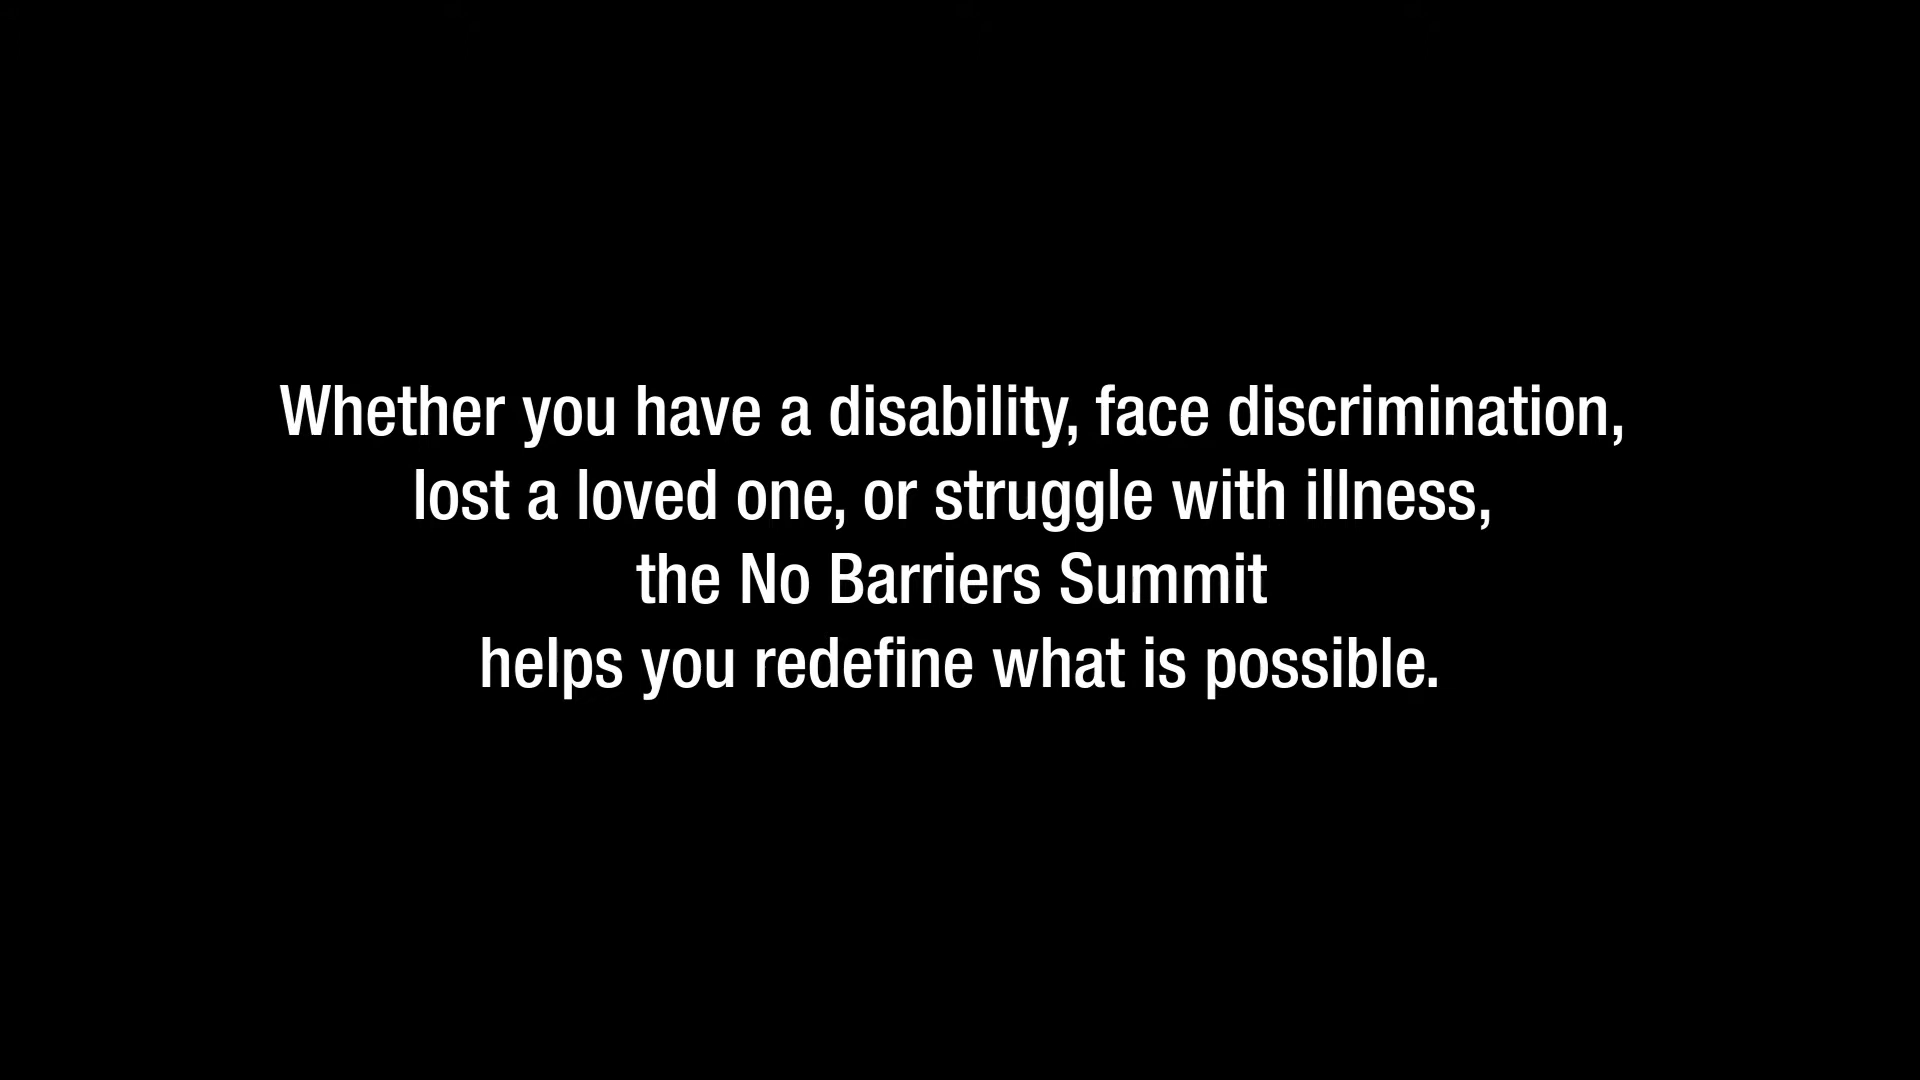 Whether you have a disability, face discrimination,
lost a loved one, or struggle with illness,
the No Barriers Summit
helps you redefine what is possible.